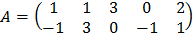 A = (1 1 3 0 2
-1 3 0 -1 1)